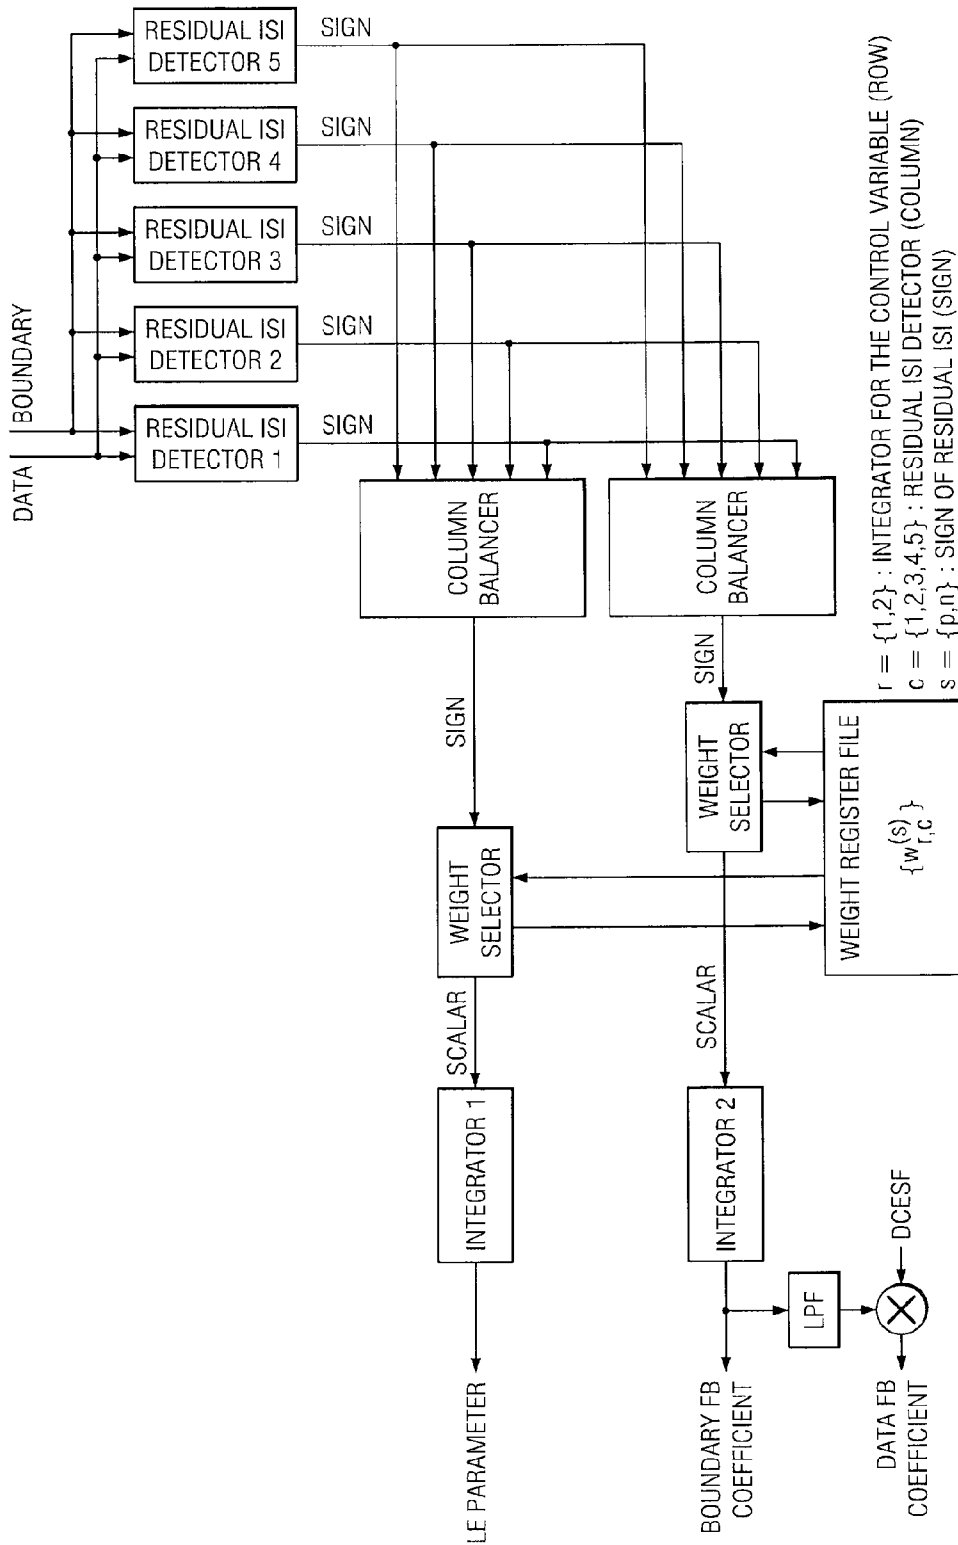 DATA
BOUNDARY
RESIDUAL ISI
DETECTOR 1
RESIDUAL ISI
DETECTOR 2
RESIDUAL ISI
DETECTOR 3
RESIDUAL ISI
DETECTOR 4
RESIDUAL ISI
DETECTOR 5
SIGN
SIGN
SIGN
SIGN
SIGN
COLUMN
BALANCER
COLUMN
BALANCER
SIGN
SIGN
WEIGHT
SELECTOR
WEIGHT
SELECTOR
WEIGHT REGISTER FILE
{w_{r,c}^{(s)}}
SCALAR
SCALAR
INTEGRATOR 1
INTEGRATOR 2
LPF
DCESF
LE PARAMETER
BOUNDARY FB
COEFFICIENT
DATA FB
COEFFICIENT
r = {1,2} : INTEGRATOR FOR THE CONTROL VARIABLE (ROW)
c = {1,2,3,4,5} : RESIDUAL ISI DETECTOR (COLUMN)
s = {p,n} : SIGN OF RESIDUAL ISI (SIGN)